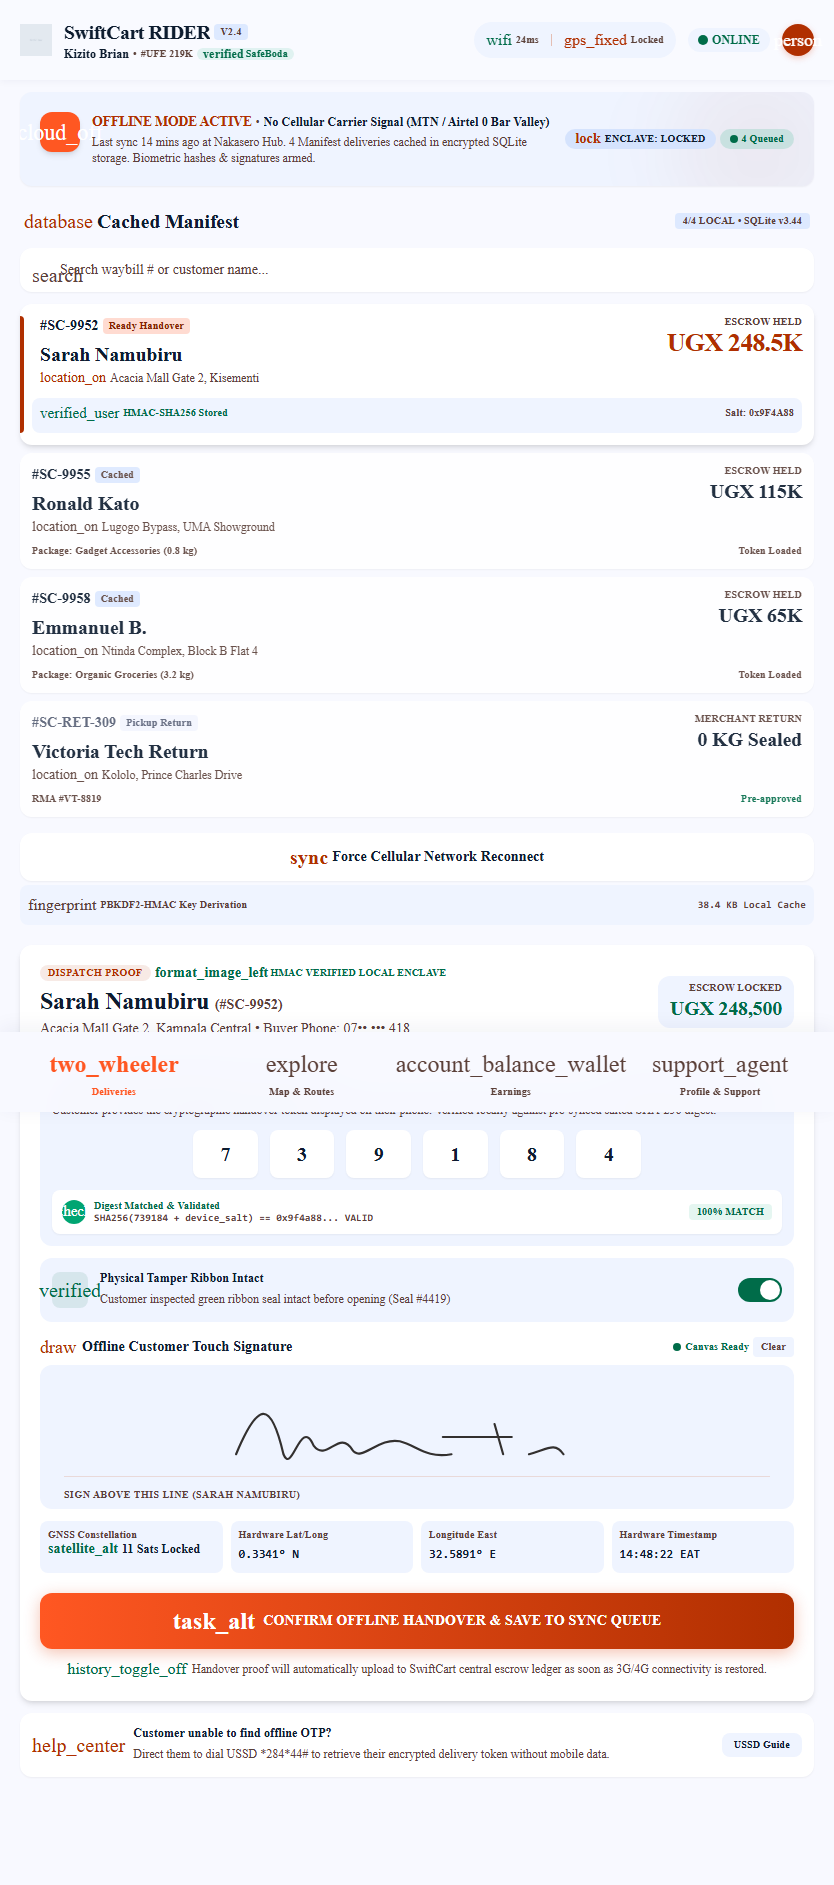 SwiftCart RIDER V2.4
Kizito Brian • #UFE 219K verified SafeBoda
wifi 24ms gps_fixed Locked
ONLINE
OFFLINE MODE ACTIVE • No Cellular Carrier Signal (MTN / Airtel 0 Bar Valley)
Last sync 14 mins ago at Nakasero Hub. 4 Manifest deliveries cached in encrypted SQLite
storage. Biometric hashes & signatures armed.
lock ENCLAVE: LOCKED
4 Queued
database Cached Manifest
4/4 LOCAL • SQLite v3.44
search
Search waybill # or customer name...
#SC-9952 Ready Handover
ESCROW HELD
Sarah Namubiru
UGX 248.5K
location_on Acacia Mall Gate 2, Kisementi
verified_user HMAC-SHA256 Stored
Salt: 0x9F4A88
#SC-9955 Cached
ESCROW HELD
Ronald Kato
UGX 115K
location_on Lugogo Bypass, UMA Showground
Package: Gadget Accessories (0.8 kg)
Token Loaded
#SC-9958 Cached
ESCROW HELD
Emmanuel B.
UGX 65K
location_on Ntinda Complex, Block B Flat 4
Package: Organic Groceries (3.2 kg)
Token Loaded
#SC-RET-309 Pickup Return
MERCHANT RETURN
Victoria Tech Return
0 KG Sealed
location_on Kololo, Prince Charles Drive
RMA #VT-8819
Pre-approved
sync Force Cellular Network Reconnect
fingerprint PBKDF2-HMAC Key Derivation
38.4 KB Local Cache
DISPATCH PROOF format_image_left HMAC VERIFIED LOCAL ENCLAVE
Sarah Namubiru (#SC-9952)
ESCROW LOCKED
UGX 248,500
Acacia Mall Gate 2, Kampala Central • Buyer Phone: 07•• ••• 418
two_wheeler
Deliveries
explore
Map & Routes
account_balance_wallet
Earnings
support_agent
Profile & Support
7 3 9 1 8 4
Digest Matched & Validated
SHA256(739184 + device_salt) == 0x9f4a88... VALID
100% MATCH
verified
Physical Tamper Ribbon Intact
Customer inspected green ribbon seal intact before opening (Seal #4419)
draw Offline Customer Touch Signature
Canvas Ready
Clear
SIGN ABOVE THIS LINE (SARAH NAMUBIRU)
GNSS Constellation
satellite_alt 11 Sats Locked
Hardware Lat/Long
0.3341° N
Longitude East
32.5891° E
Hardware Timestamp
14:48:22 EAT
task_alt CONFIRM OFFLINE HANDOVER & SAVE TO SYNC QUEUE
history_toggle_off Handover proof will automatically upload to SwiftCart central escrow ledger as soon as 3G/4G connectivity is restored.
help_center
Customer unable to find offline OTP?
Direct them to dial USSD *284*44# to retrieve their encrypted delivery token without mobile data.
USSD Guide